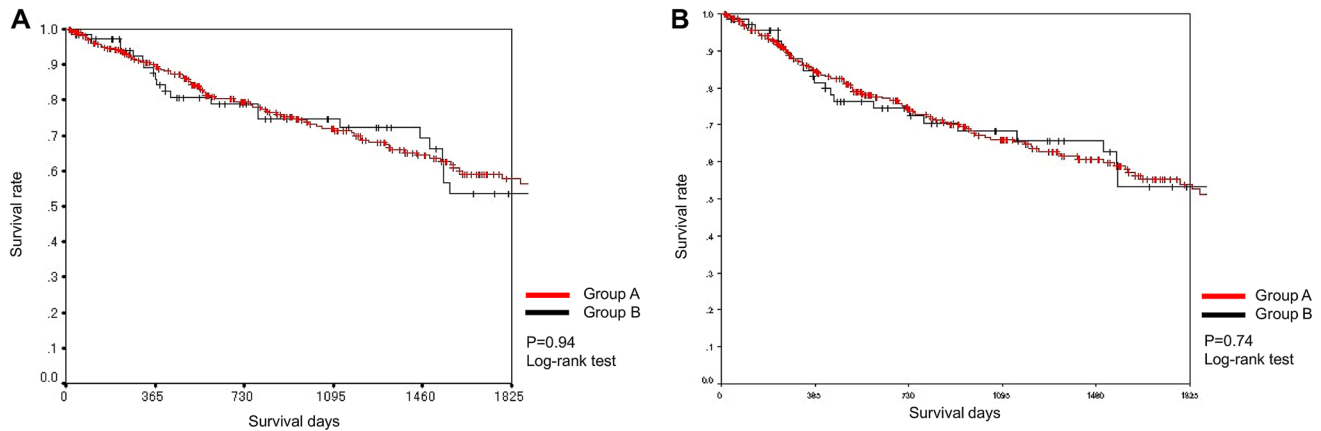 A
1.0
.9
.8
.7
.6
.5
.4
.3
.2
.1
0.0
Survival rate
0 365 730 1095 1460 1825
Survival days
Group A
Group B
P=0.94
Log-rank test
B
1.0
.9
.8
.7
.6
.5
.4
.3
.2
.1
0.0
Survival rate
0 365 730 1095 1460 1825
Survival days
Group A
Group B
P=0.74
Log-rank test